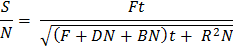 S/N = Ft / √((F + DN + BN)t + R²N)